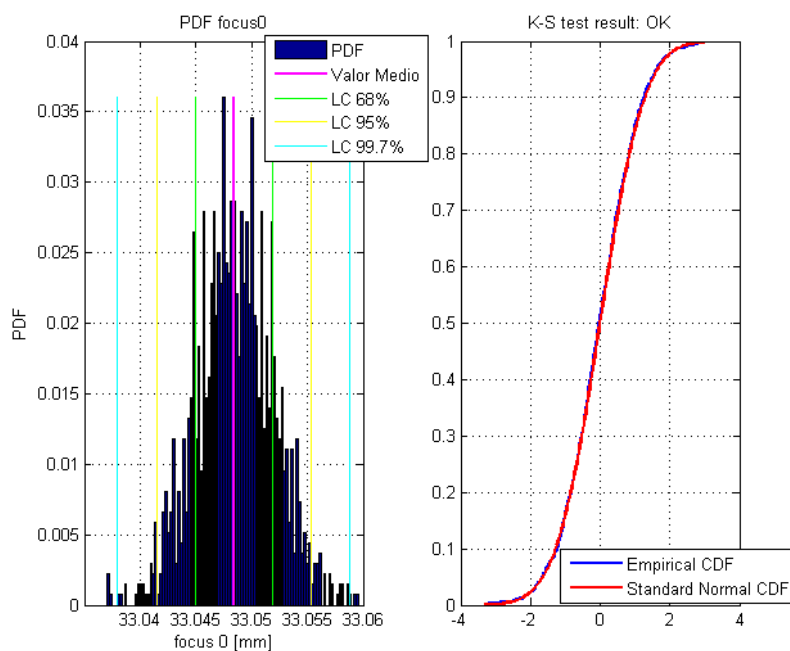 PDF focus0
K-S test result: OK
PDF
Valor Medio
LC 68%
LC 95%
LC 99.7%
0.04
0.035
0.03
0.025
0.02
0.015
0.01
0.005
0
PDF
33.04
33.045
33.05
33.055
33.06
focus 0 [mm]
1
0.9
0.8
0.7
0.6
0.5
0.4
0.3
0.2
0.1
0
-4
-2
0
2
4
Empirical CDF
Standard Normal CDF